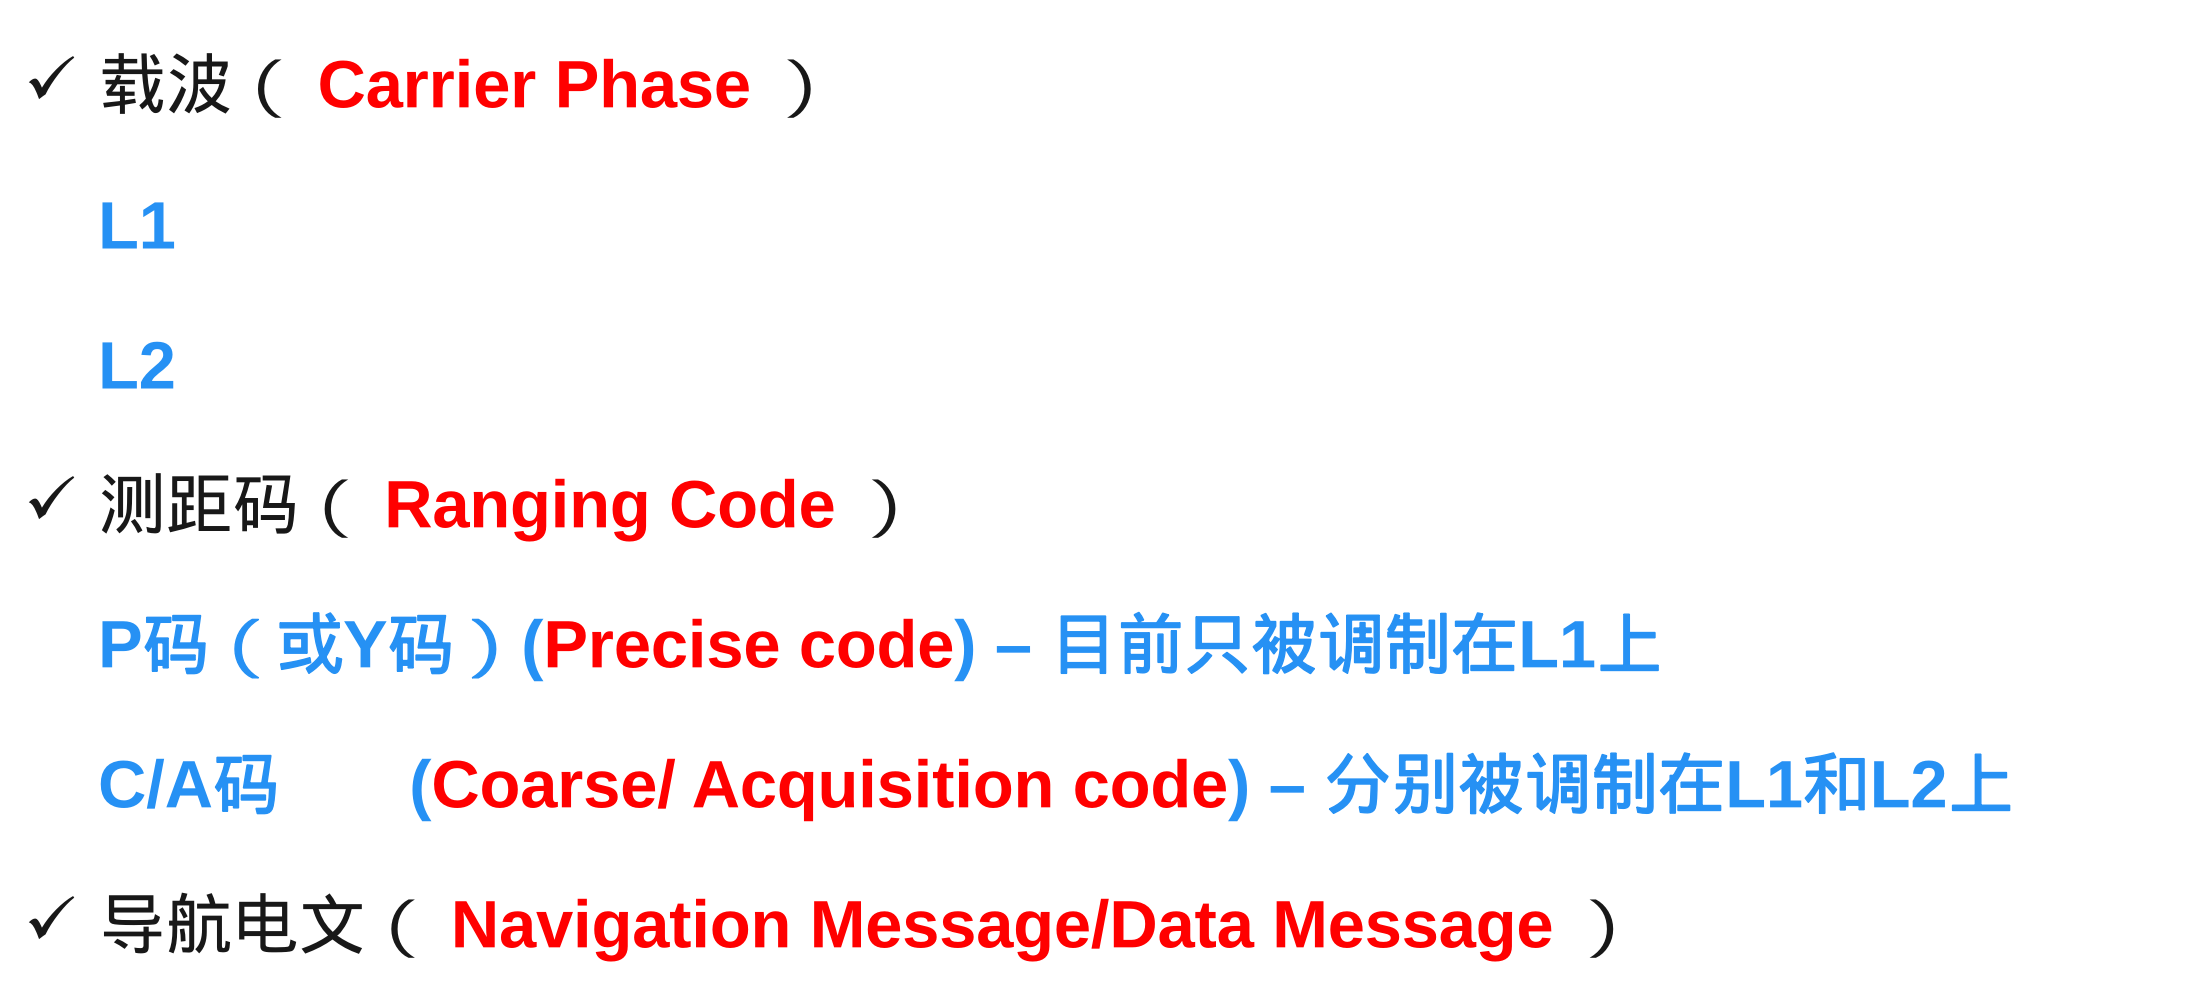 ✓ 载波（ Carrier Phase ）
L1
L2
✓ 测距码（ Ranging Code ）
P码（或Y码）(Precise code) – 目前只被调制在L1上
C/A码 (Coarse/ Acquisition code) – 分别被调制在L1和L2上
✓ 导航电文（ Navigation Message/Data Message ）